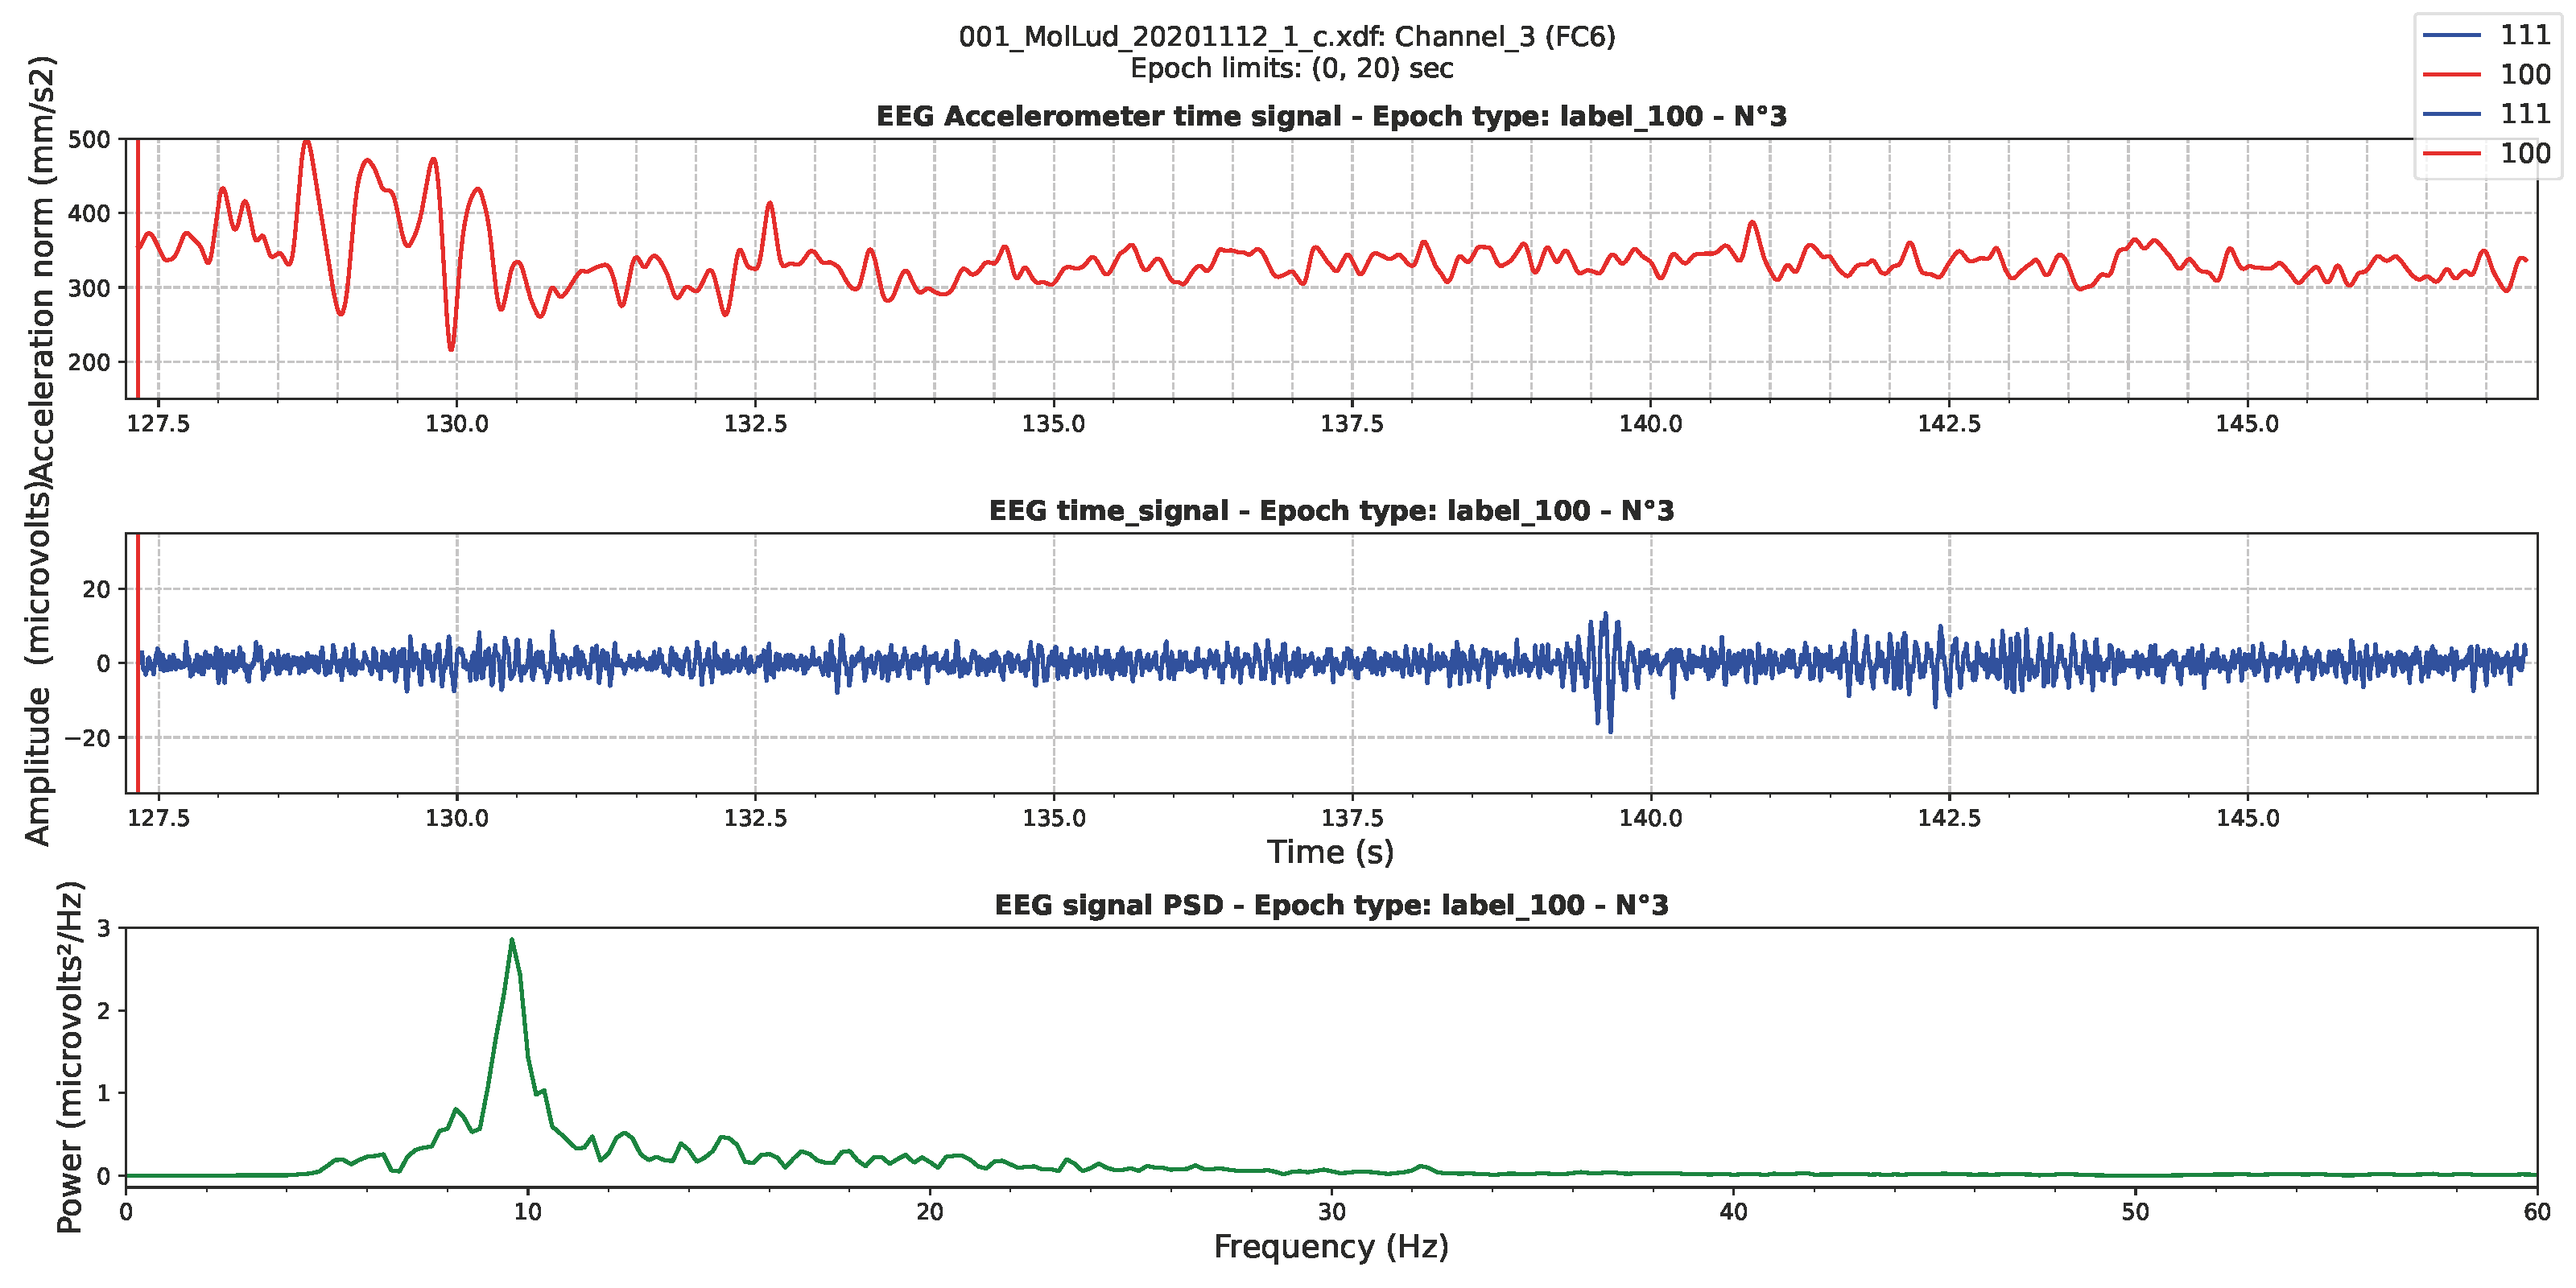 001_MolLud_20201112_1_c.xdf: Channel_3 (FC6)
Epoch limits: (0, 20) sec
111
100
111
100
EEG Accelerometer time signal - Epoch type: label_100 - N°3
Acceleration norm (mm/s2)
500
400
300
200
127.5 130.0 132.5 135.0 137.5 140.0 142.5 145.0
EEG time_signal - Epoch type: label_100 - N°3
Amplitude (microvolts)
20
0
−20
127.5 130.0 132.5 135.0 137.5 140.0 142.5 145.0
Time (s)
EEG signal PSD - Epoch type: label_100 - N°3
Power (microvolts²/Hz)
3
2
1
0
0 10 20 30 40 50 60
Frequency (Hz)